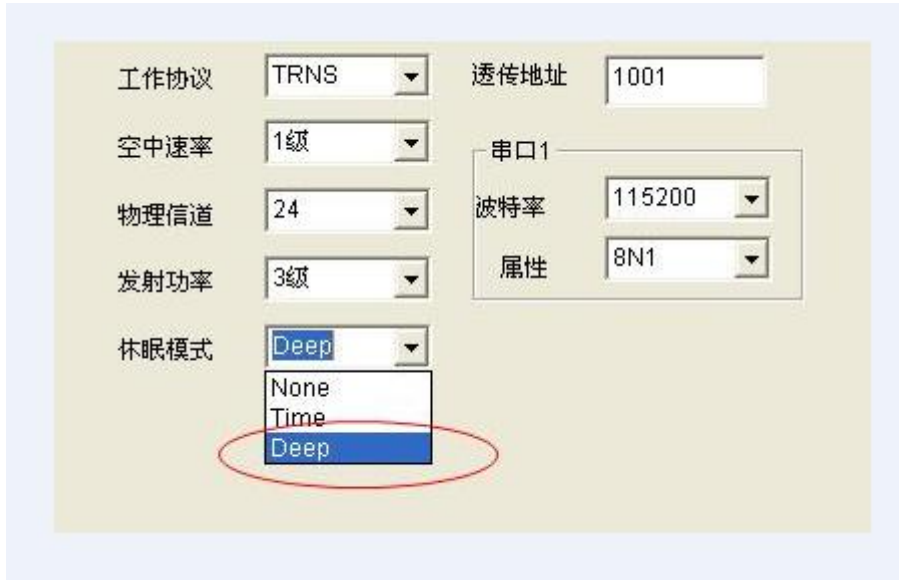 工作协议 TRNS 透传地址 1001
空中速率 1级 串口1
物理信道 24 波特率 115200
发射功率 3级 属性 8N1
休眠模式 Deep
None
Time
Deep